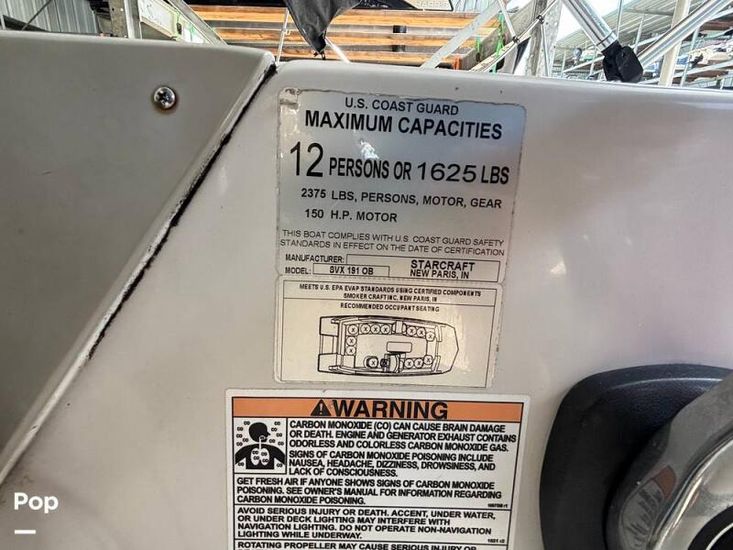 U.S. COAST GUARD
MAXIMUM CAPACITIES
12 PERSONS OR 1625 LBS
2375 LBS, PERSONS, MOTOR, GEAR
150 H.P. MOTOR
THIS BOAT COMPLIES WITH U.S. COAST GUARD SAFETY
STANDARDS IN EFFECT ON THE DATE OF CERTIFICATION
MANUFACTURER: STARCRAFT
MODEL: SVX 191 OB NEW PARIS, IN
MEETS U.S. EPA EVAP STANDARDS USING CERTIFIED COMPONENTS
SMOKER CRAFT INC. NEW PARIS, IN
RECOMMENDED OCCUPANT SEATING
WARNING
CARBON MONOXIDE (CO) CAN CAUSE BRAIN DAMAGE
OR DEATH. ENGINE AND GENERATOR EXHAUST CONTAINS
ODORLESS AND COLORLESS CARBON MONOXIDE GAS.
SIGNS OF CARBON MONOXIDE POISONING INCLUDE
NAUSEA, HEADACHE, DIZZINESS, DROWSINESS, AND
LACK OF CONSCIOUSNESS.
GET FRESH AIR IF ANYONE SHOWS SIGNS OF CARBON MONOXIDE
POISONING. SEE OWNER'S MANUAL FOR INFORMATION REGARDING
CARBON MONOXIDE POISONING.
AVOID SERIOUS INJURY OR DEATH. ACCENT, UNDER WATER,
OR UNDER DECK LIGHTING MAY INTERFERE WITH
NAVIGATION LIGHTING. DO NOT OPERATE NON-NAVIGATION
LIGHTING WHILE UNDERWAY.
ROTATING PROPELLER MAY CAUSE SERIOUS INJURY OR
Pop